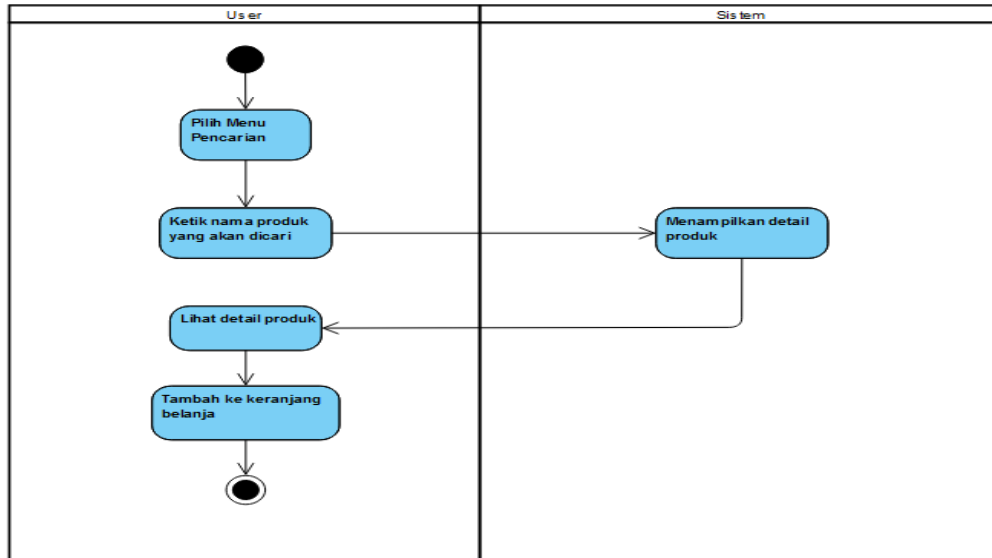 User
Sistem
Pilih Menu
Pencarian
Ketik nama produk
yang akan dicari
Menampilkan detail
produk
Lihat detail produk
Tambah ke keranjang
belanja